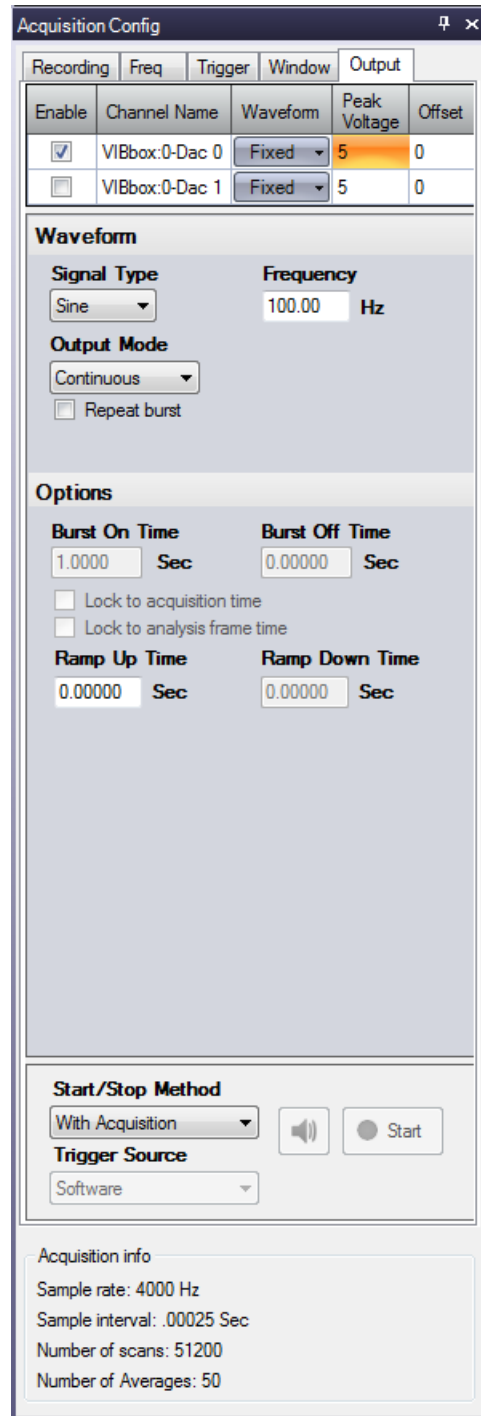 Acquisition Config
Recording Freq Trigger Window Output
Enable Channel Name Waveform Peak Voltage Offset
VIBbox:0-Dac 0 Fixed 5 0
VIBbox:0-Dac 1 Fixed 5 0
Waveform
Signal Type Frequency
Sine 100.00 Hz
Output Mode
Continuous
Repeat burst
Options
Burst On Time Burst Off Time
1.0000 Sec 0.00000 Sec
Lock to acquisition time
Lock to analysis frame time
Ramp Up Time Ramp Down Time
0.00000 Sec 0.00000 Sec
Start/Stop Method
With Acquisition Start
Trigger Source
Software
Acquisition info
Sample rate: 4000 Hz
Sample interval: .00025 Sec
Number of scans: 51200
Number of Averages: 50